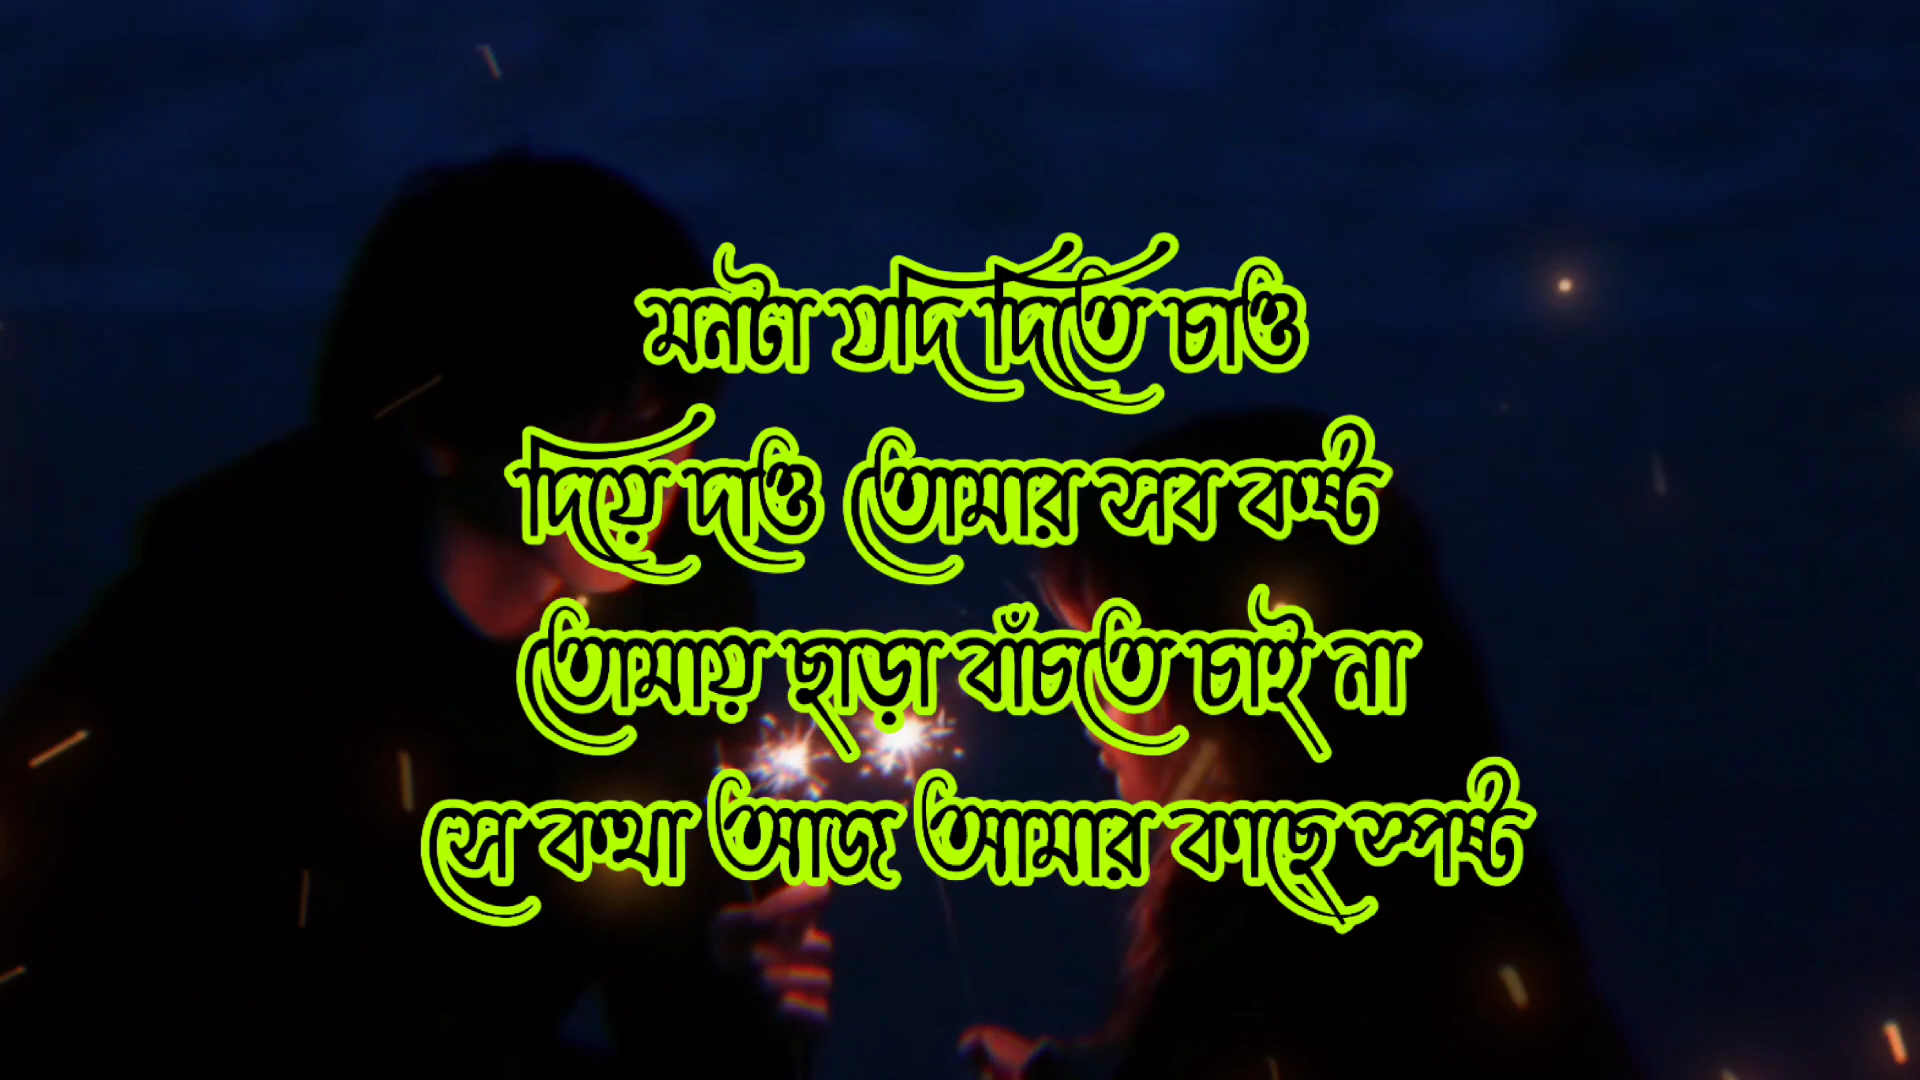 মনটা যদি দিতে চাও
দিয়ে দাও তোমার সব কষ্ট
তোমায় ছাড়া বাঁচতে চাই না
সে কথা আজ আমার কাছে স্পষ্ট